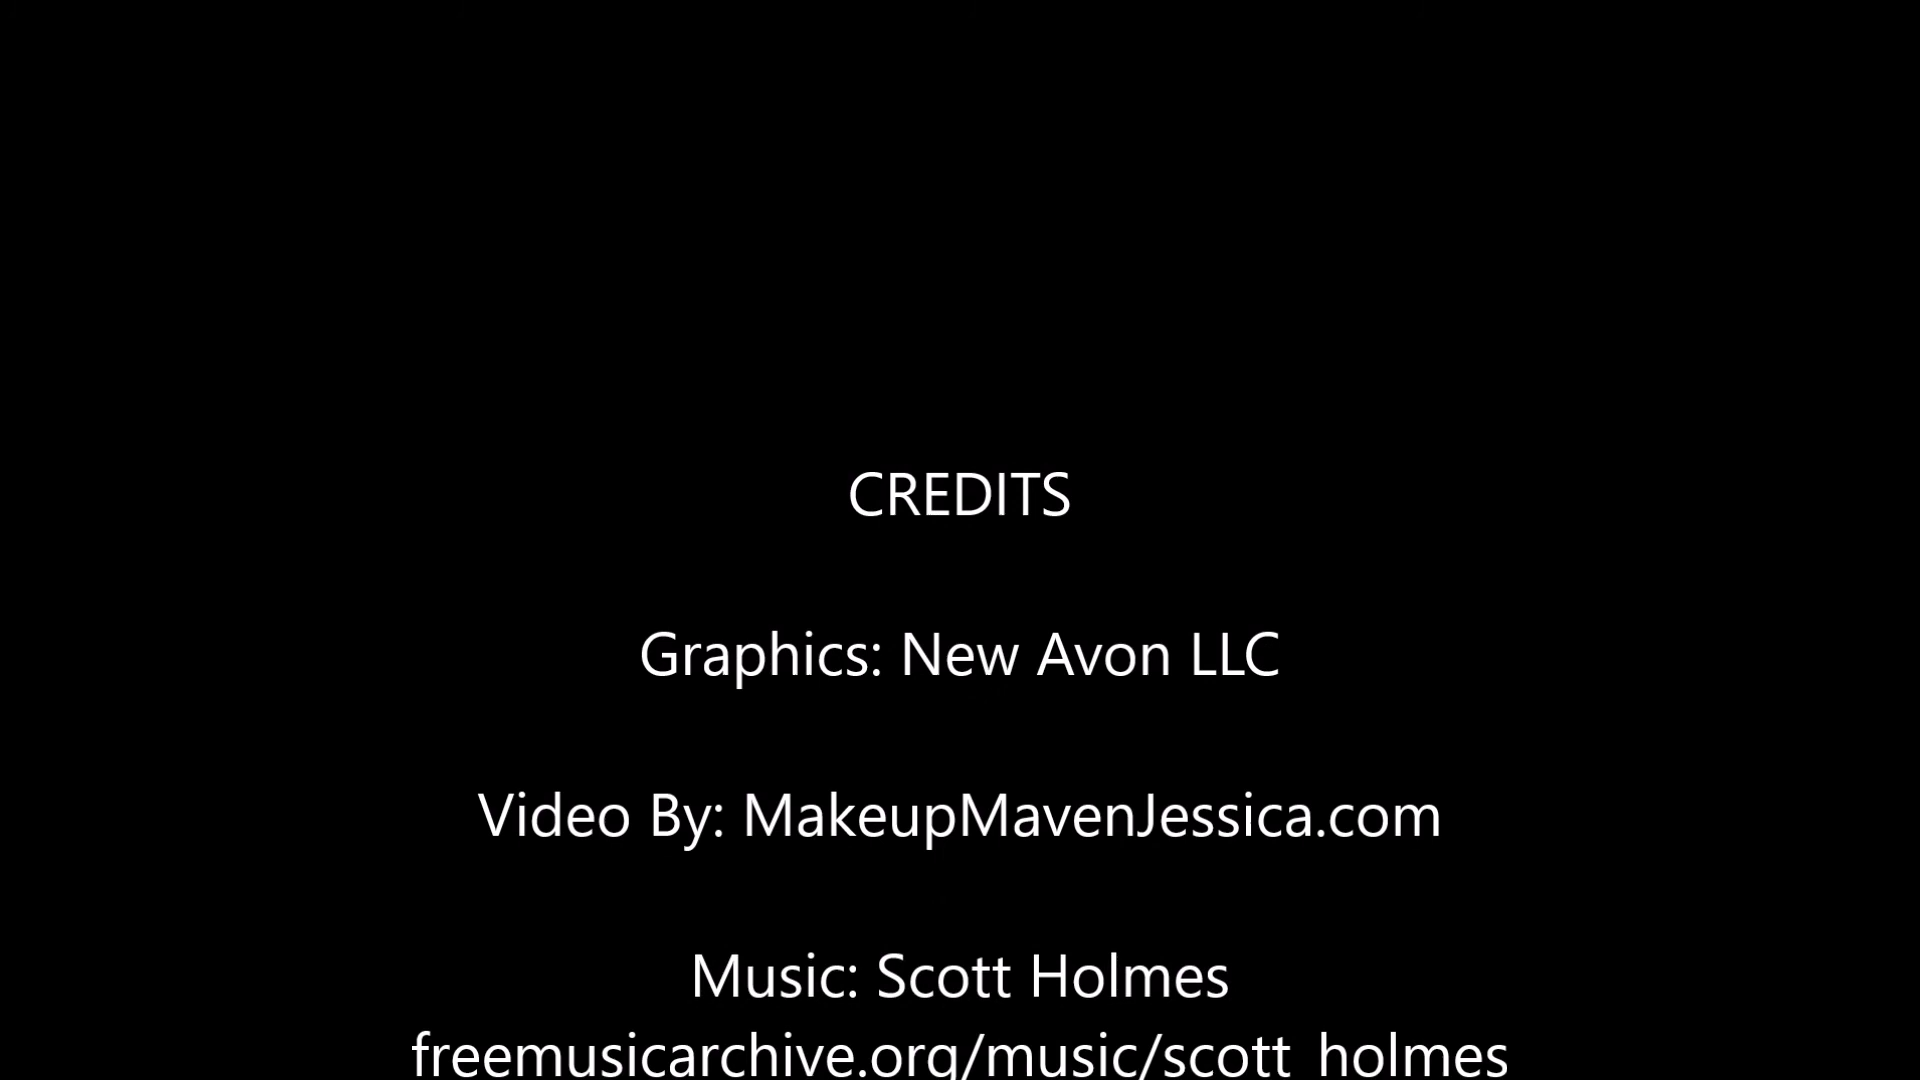 CREDITS
Graphics: New Avon LLC
Video By: MakeupMavenJessica.com
Music: Scott Holmes
freemusicarchive.org/music/scott_holmes